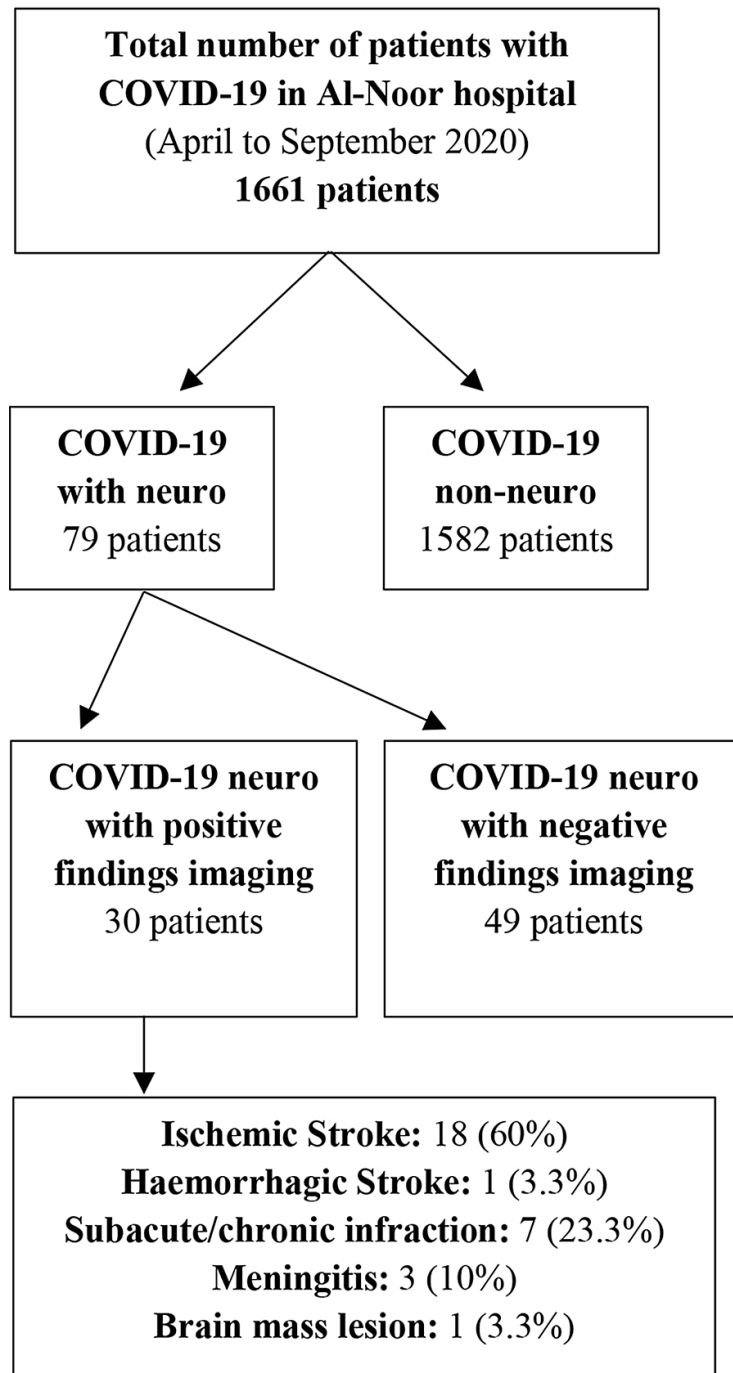 Total number of patients with
COVID-19 in Al-Noor hospital
(April to September 2020)
1661 patients
COVID-19
with neuro
79 patients
COVID-19
non-neuro
1582 patients
COVID-19 neuro
with positive
findings imaging
30 patients
COVID-19 neuro
with negative
findings imaging
49 patients
Ischemic Stroke: 18 (60%)
Haemorrhagic Stroke: 1 (3.3%)
Subacute/chronic infraction: 7 (23.3%)
Meningitis: 3 (10%)
Brain mass lesion: 1 (3.3%)